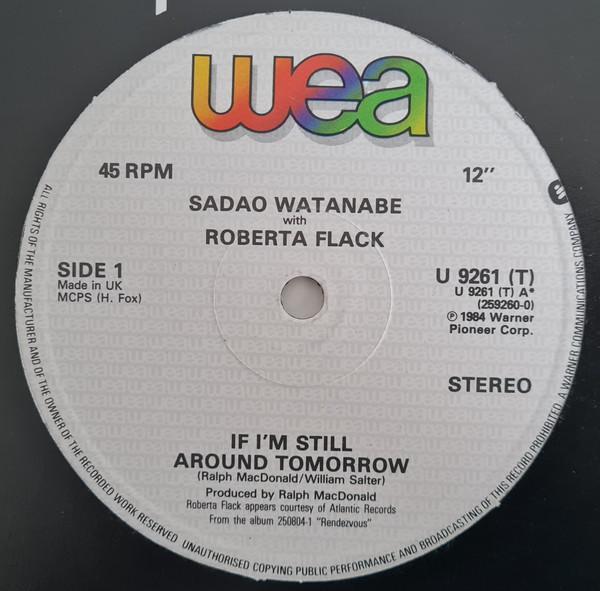 wea
45 RPM
12"
SADAO WATANABE
with
ROBERTA FLACK
SIDE 1
Made in UK
MCPS (H. Fox)
U 9261 (T)
U 9261 (T) A*
(259260-0)
℗ 1984 Warner
Pioneer Corp.
STEREO
IF I'M STILL
AROUND TOMORROW
(Ralph MacDonald/William Salter)
Produced by Ralph MacDonald
Roberta Flack appears courtesy of Atlantic Records
From the album 250804-1 "Rendezvous"
ALL RIGHTS OF THE MANUFACTURER AND OF THE OWNER OF THE RECORDED WORK RESERVED UNAUTHORISED COPYING PUBLIC PERFORMANCE AND BROADCASTING OF THIS RECORD PROHIBITED. A WARNER COMMUNICATIONS COMPANY